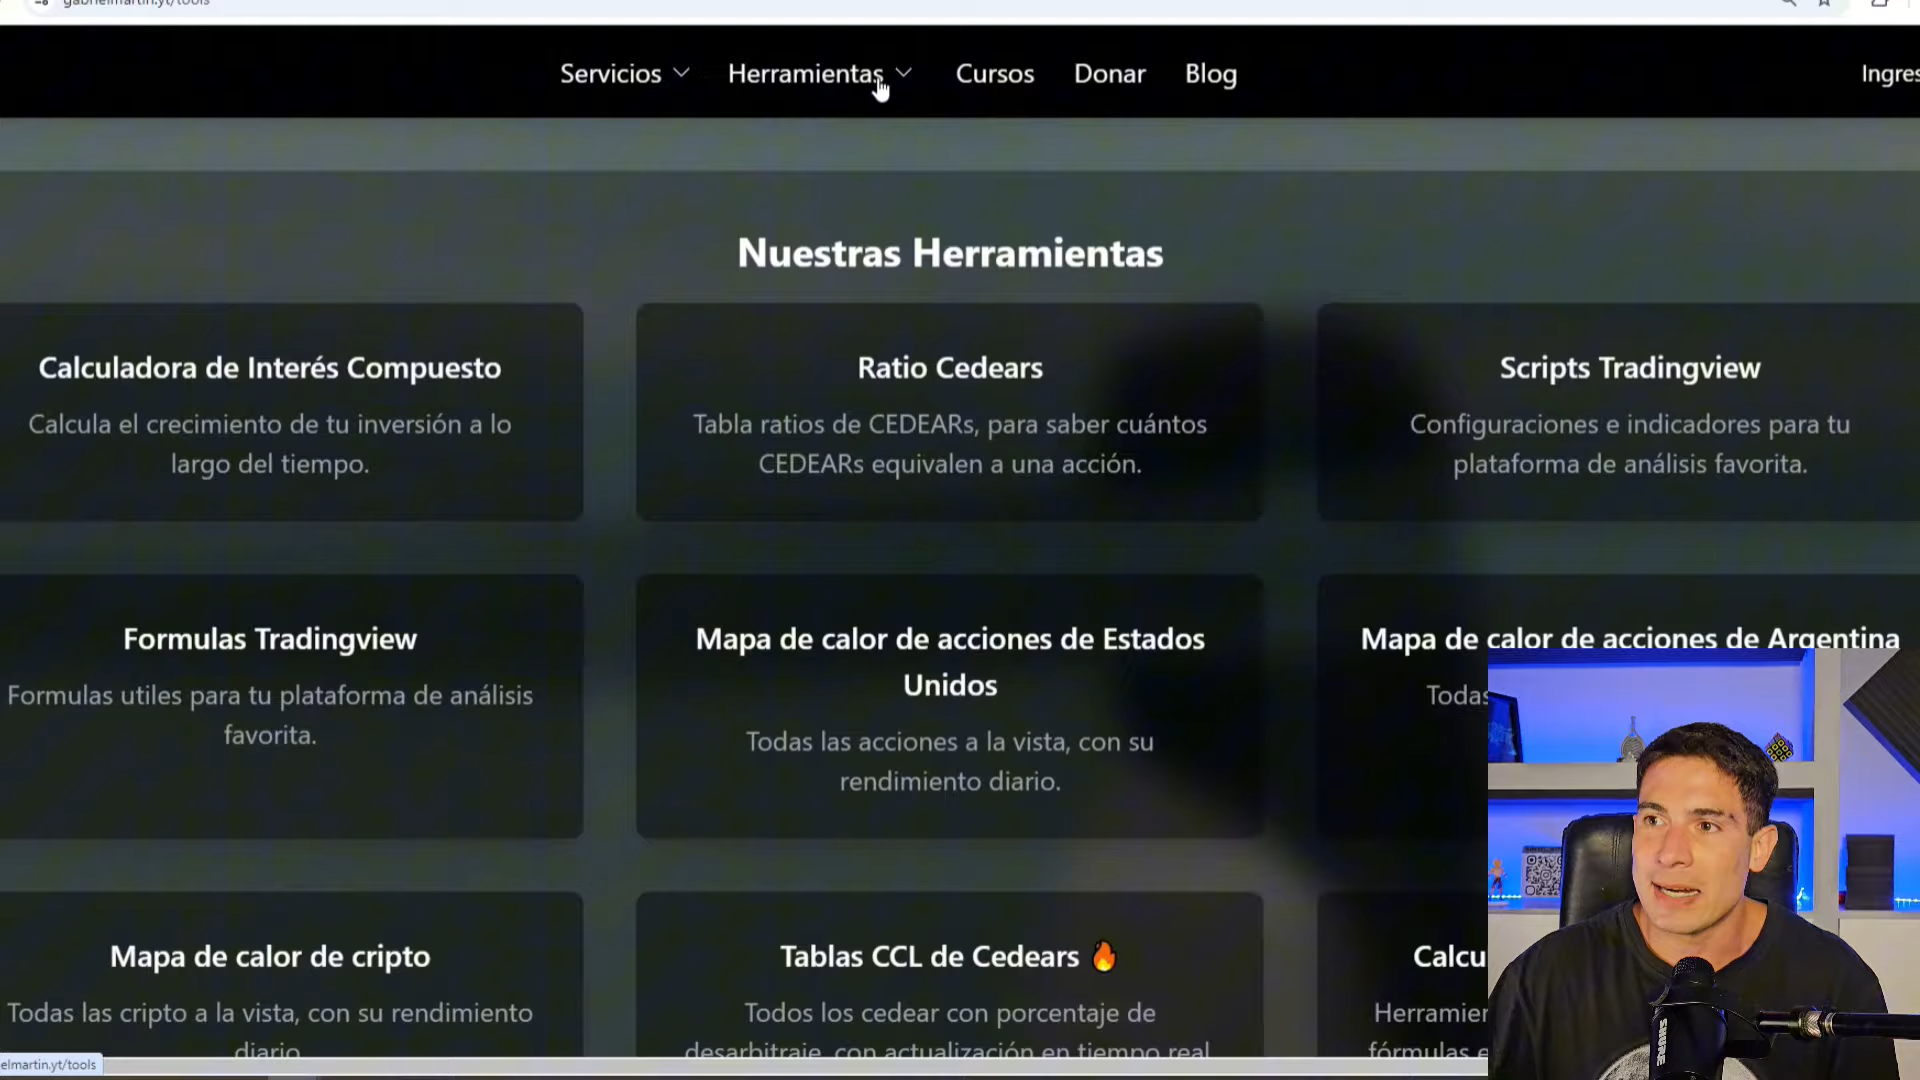 gabrielmartin.yt/tools
Servicios Herramientas Cursos Donar Blog Ingres
Nuestras Herramientas
Calculadora de Interés Compuesto
Calcula el crecimiento de tu inversión a lo
largo del tiempo.
Ratio Cedears
Tabla ratios de CEDEARs, para saber cuántos
CEDEARs equivalen a una acción.
Scripts Tradingview
Configuraciones e indicadores para tu
plataforma de análisis favorita.
Formulas Tradingview
Formulas utiles para tu plataforma de análisis
favorita.
Mapa de calor de acciones de Estados
Unidos
Todas las acciones a la vista, con su
rendimiento diario.
Mapa de calor de acciones de Argentina
Todas
Mapa de calor de cripto
Todas las cripto a la vista, con su rendimiento
diario.
Tablas CCL de Cedears 🔥
Todos los cedear con porcentaje de
desarbitraje, con actualización en tiempo real
Calcu
Herramier
fórmulas e
elmartin.yt/tools
SHURE